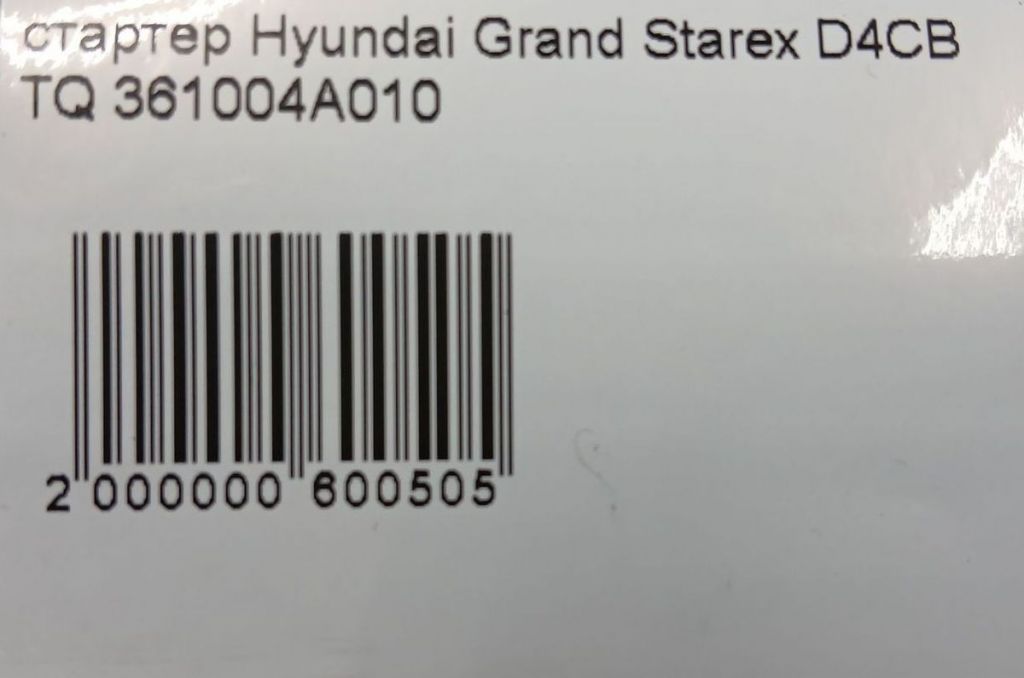 стартер Hyundai Grand Starex D4CB
TQ 361004A010
2 000000 600505